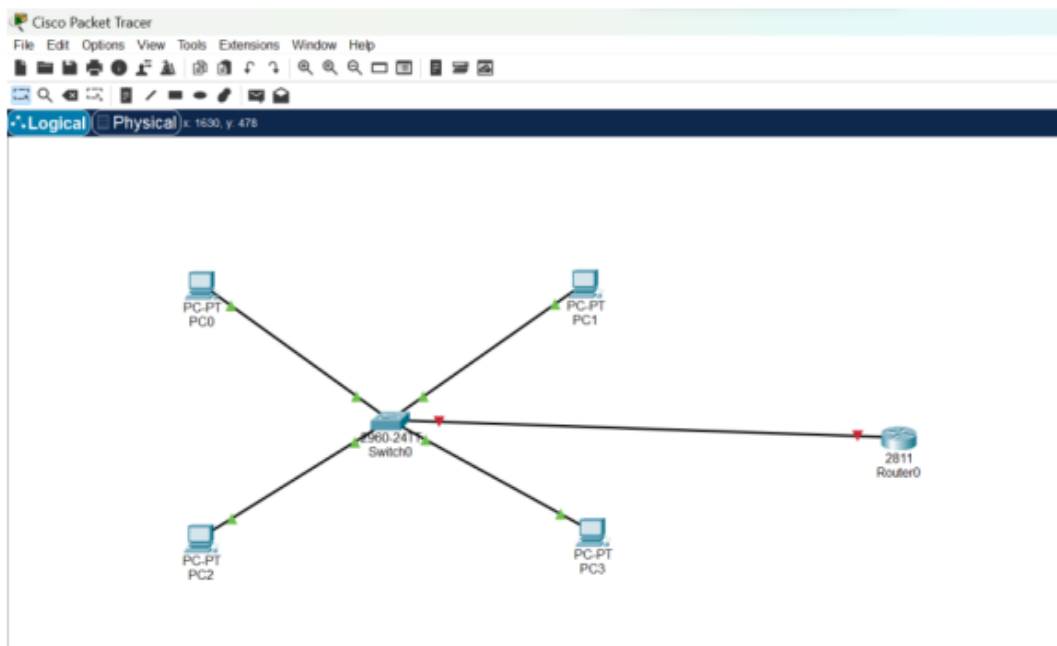 Cisco Packet Tracer
File Edit Options View Tools Extensions Window Help
Logical Physical x: 1630, y: 478
PC-PT
PC0
PC-PT
PC1
2960-24TT
Switch0
2811
Router0
PC-PT
PC2
PC-PT
PC3